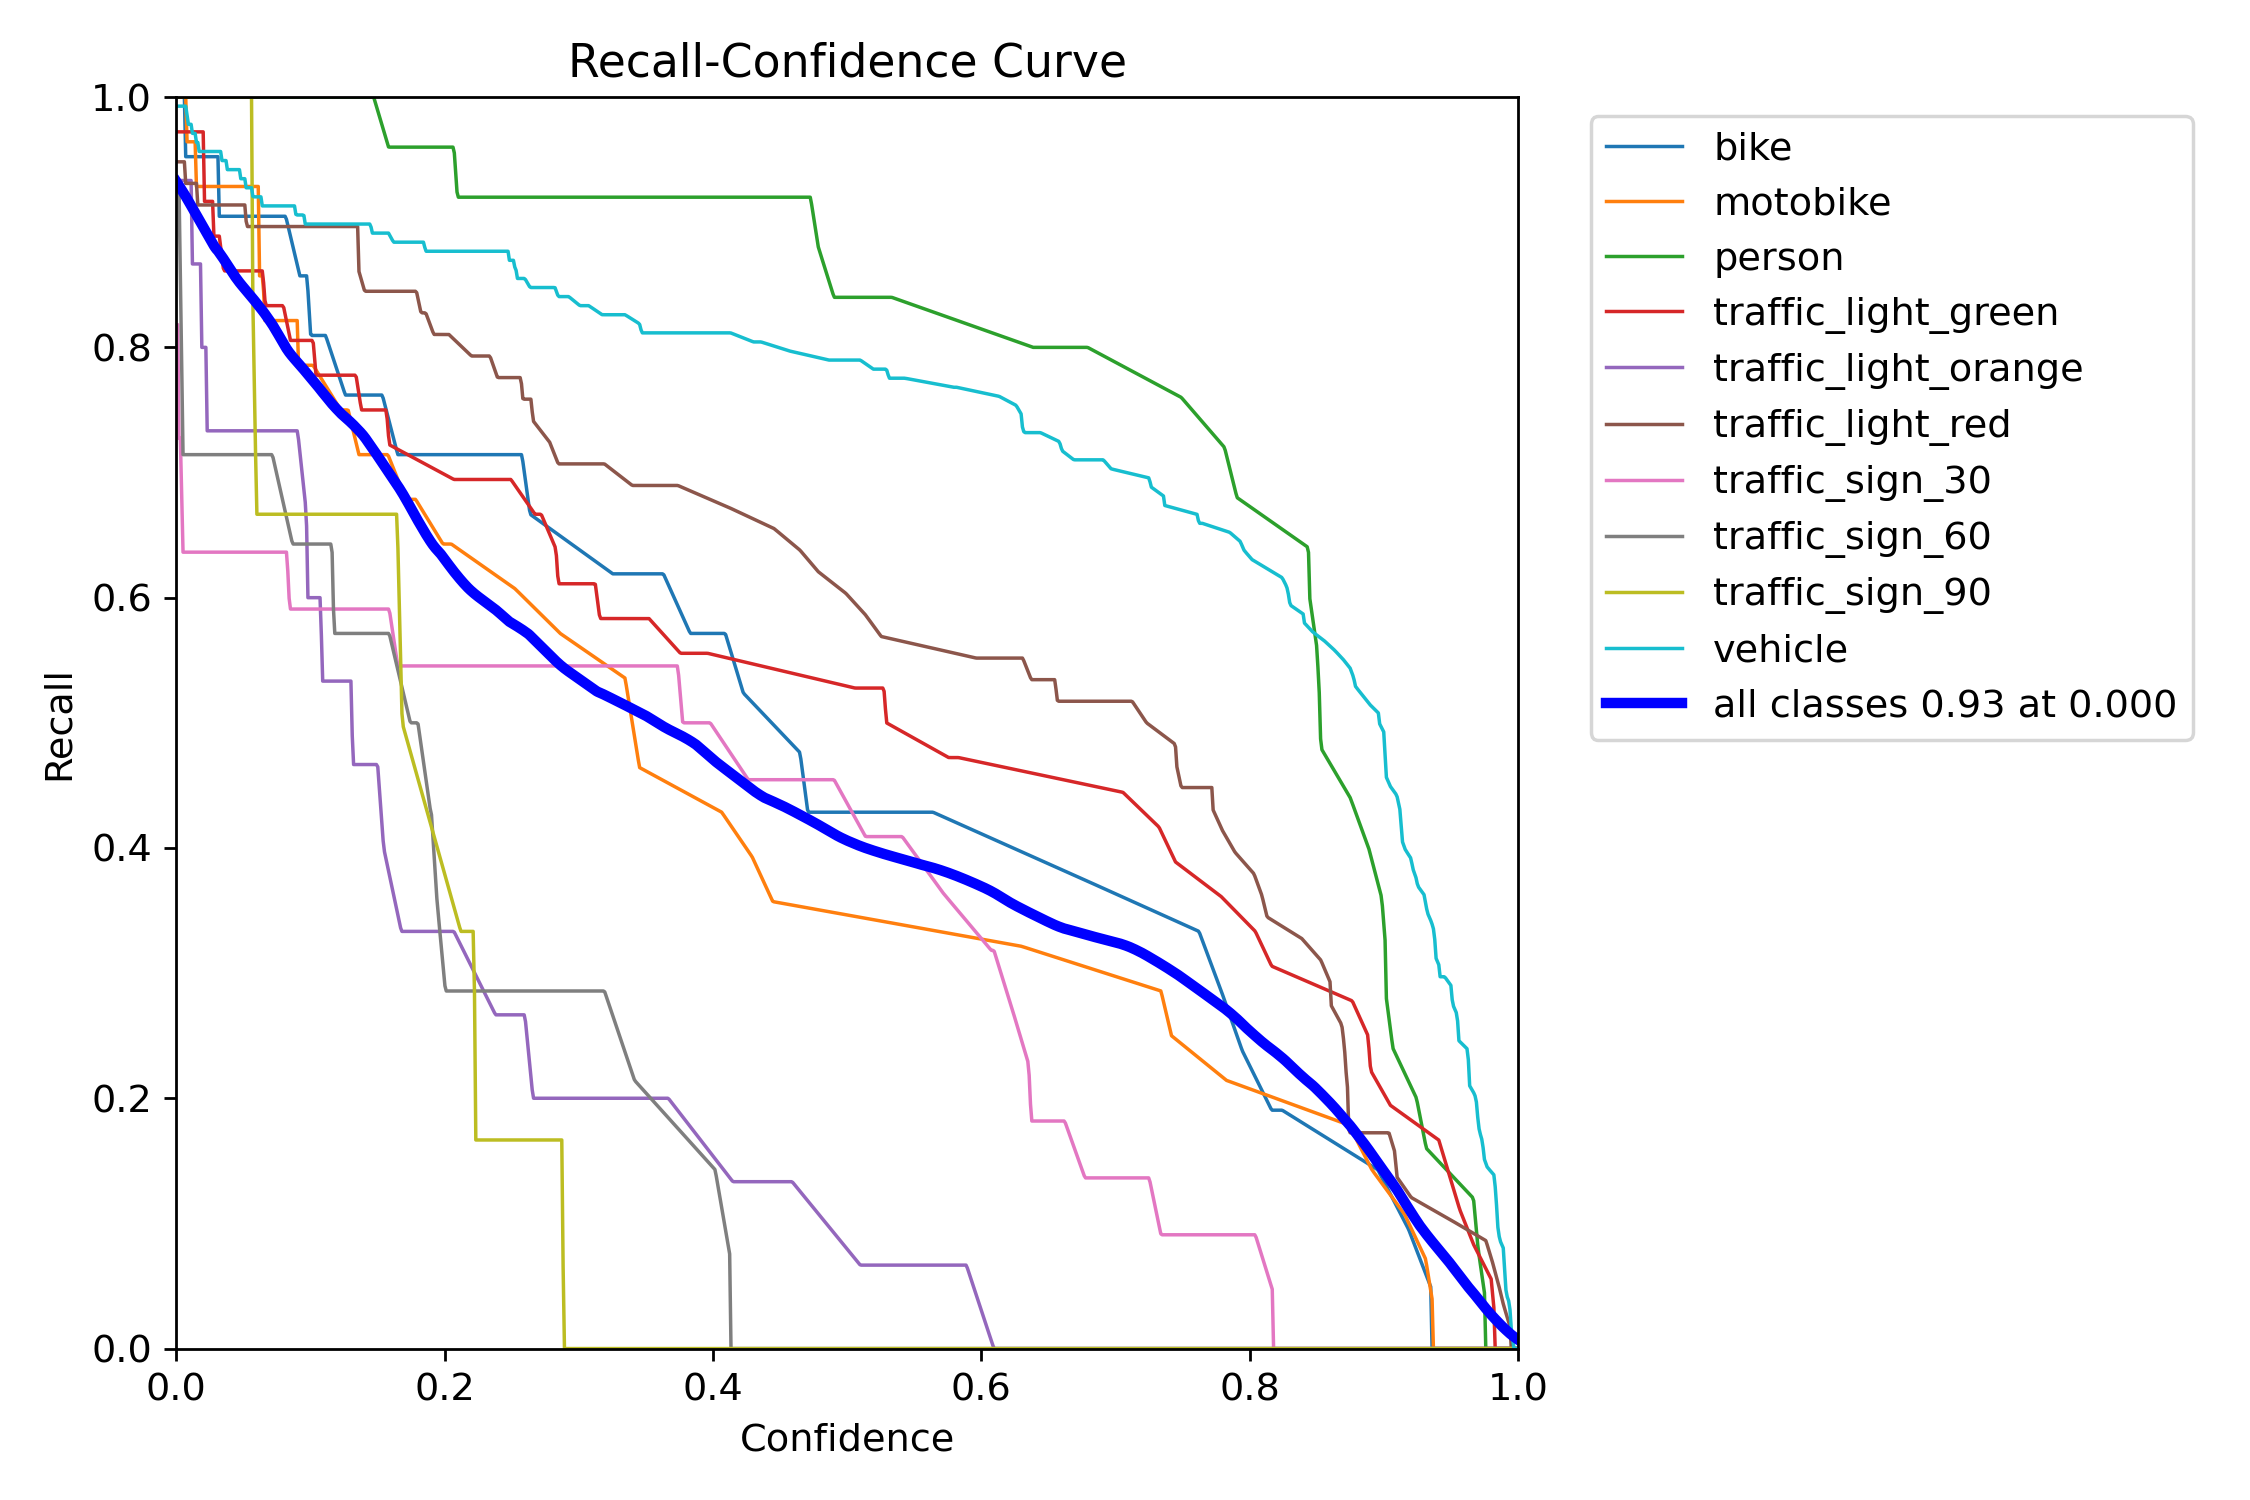 Recall-Confidence Curve
1.0
0.8
0.6
0.4
0.2
0.0
Recall
0.0 0.2 0.4 0.6 0.8 1.0
Confidence
bike
motobike
person
traffic_light_green
traffic_light_orange
traffic_light_red
traffic_sign_30
traffic_sign_60
traffic_sign_90
vehicle
all classes 0.93 at 0.000